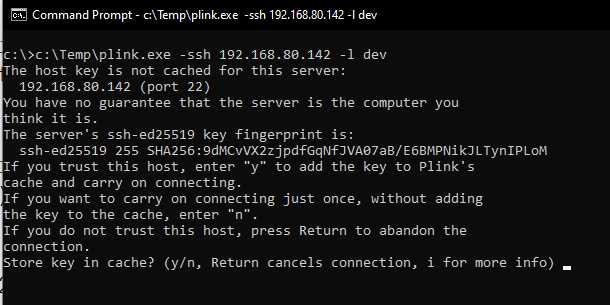 Command Prompt - c:\Temp\plink.exe -ssh 192.168.80.142 -l dev
c:\>c:\Temp\plink.exe -ssh 192.168.80.142 -l dev
The host key is not cached for this server:
192.168.80.142 (port 22)
You have no guarantee that the server is the computer you
think it is.
The server's ssh-ed25519 key fingerprint is:
ssh-ed25519 255 SHA256:9dMCvVX2zjpdfGqNfJVA07aB/E6BMPNikJLTynIPLoM
If you trust this host, enter "y" to add the key to Plink's
cache and carry on connecting.
If you want to carry on connecting just once, without adding
the key to the cache, enter "n".
If you do not trust this host, press Return to abandon the
connection.
Store key in cache? (y/n, Return cancels connection, i for more info)